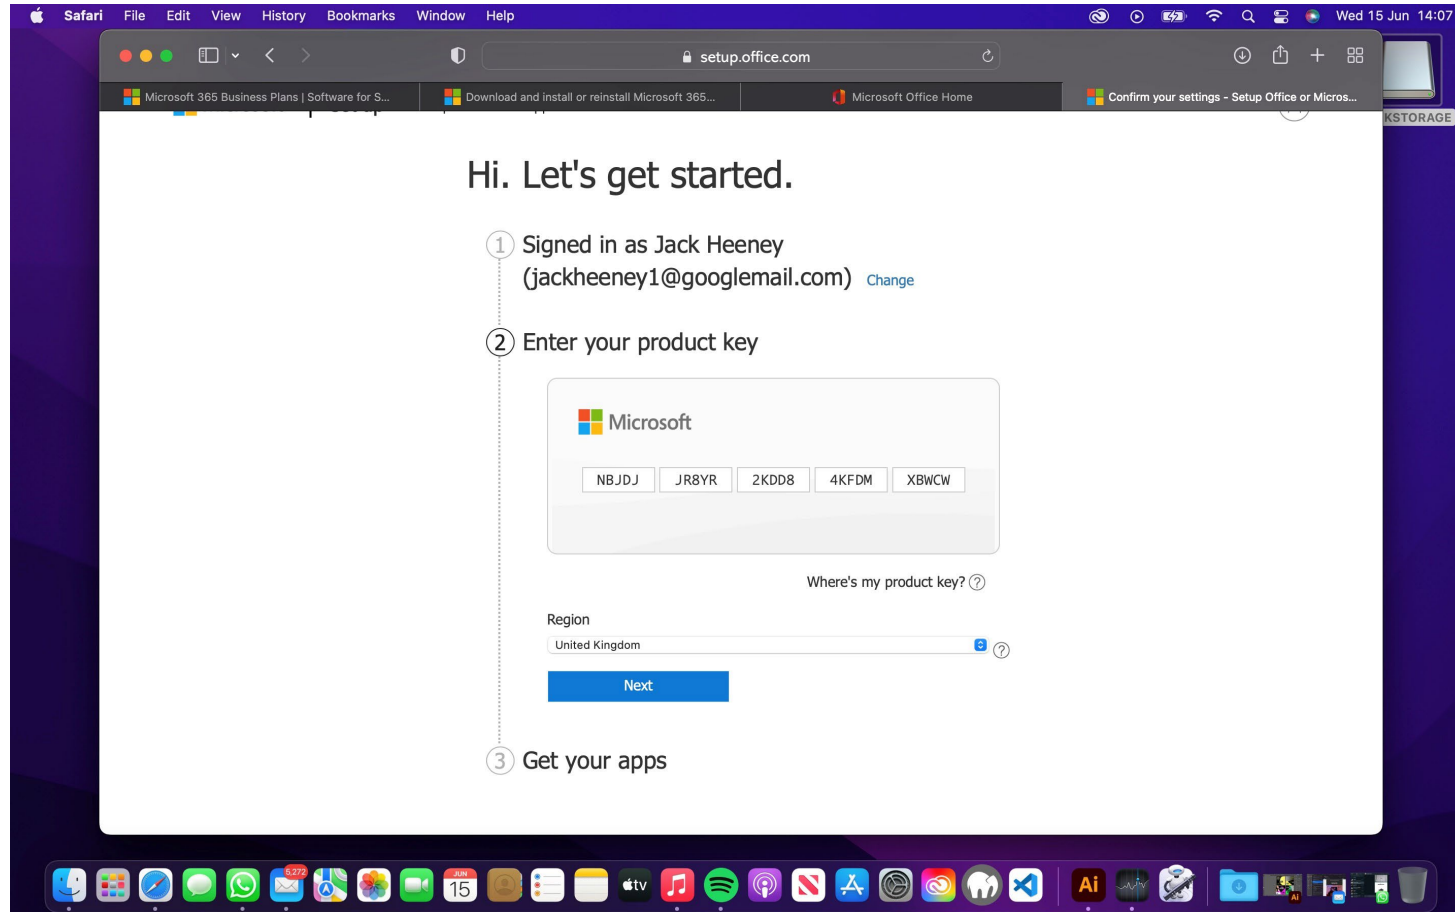 Safari File Edit View History Bookmarks Window Help Wed 15 Jun 14:07
setup.office.com
Microsoft 365 Business Plans | Software for S... Download and install or reinstall Microsoft 365... Microsoft Office Home Confirm your settings - Setup Office or Micros...
KSTORAGE
Hi. Let's get started.
1 Signed in as Jack Heeney
(jackheeney1@googlemail.com) Change
2 Enter your product key
Microsoft
NBJDJ JR8YR 2KDD8 4KFDM XBWCW
Where's my product key? ?
Region
United Kingdom
?
Next
3 Get your apps
5,272
JUN
15
tv
Ai